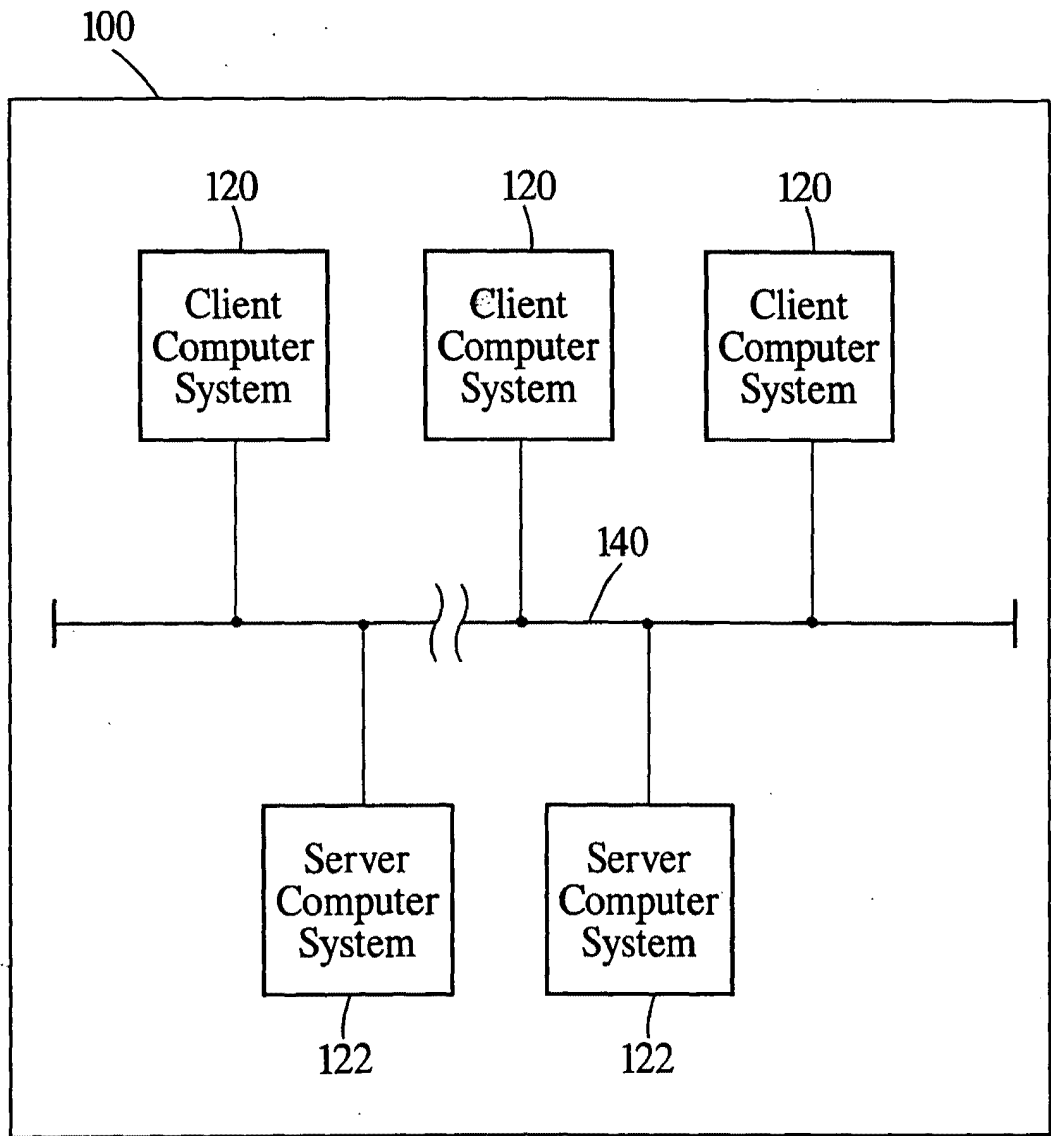 100
120
120
120
Client
Computer
System
Client
Computer
System
Client
Computer
System
140
Server
Computer
System
Server
Computer
System
122
122